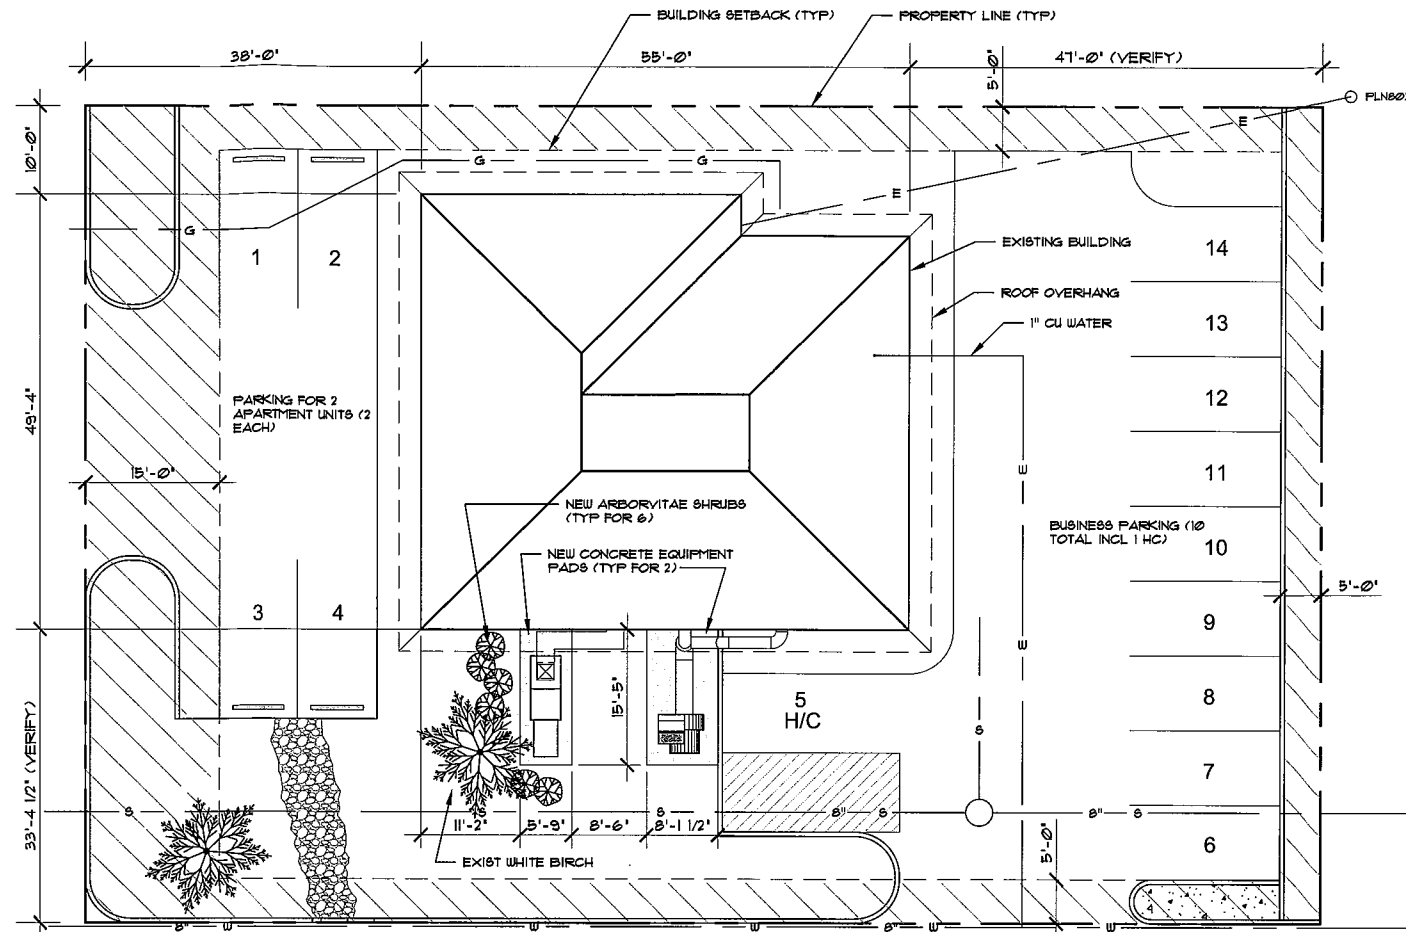 BUILDING SETBACK (TYP)
PROPERTY LINE (TYP)
38'-0"
55'-0"
47'-0" (VERIFY)
5'-0"
10'-0"
E
G
G
E
G
1
2
EXISTING BUILDING
14
ROOF OVERHANG
1" CU WATER
13
49'-4"
PARKING FOR 2
APARTMENT UNITS (2
EACH)
12
15'-0"
11
W
NEW ARBORVITAE SHRUBS
(TYP FOR 6)
BUSINESS PARKING (10
TOTAL INCL 1 HC)
10
NEW CONCRETE EQUIPMENT
PADS (TYP FOR 2)
5'-0"
3
4
9
W
15'-5"
5
H/C
8
S
33'-4 1/2" (VERIFY)
7
S
S
S
8"
S
8"
S
11'-2"
5'-9"
8'-6"
8'-1 1/2"
6
5'-0"
EXIST WHITE BIRCH
8"
W
W
W
W
8"
W
W
W